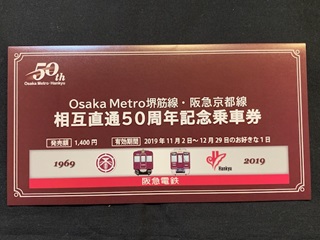 50th
Osaka Metro-Hankyu
Osaka Metro堺筋線・阪急京都線
相互直通50周年記念乗車券
発売額 1,400円 有効期間 2019年11月2日〜12月29日のお好きな1日
1969 Hankyu 2019
阪急電鉄